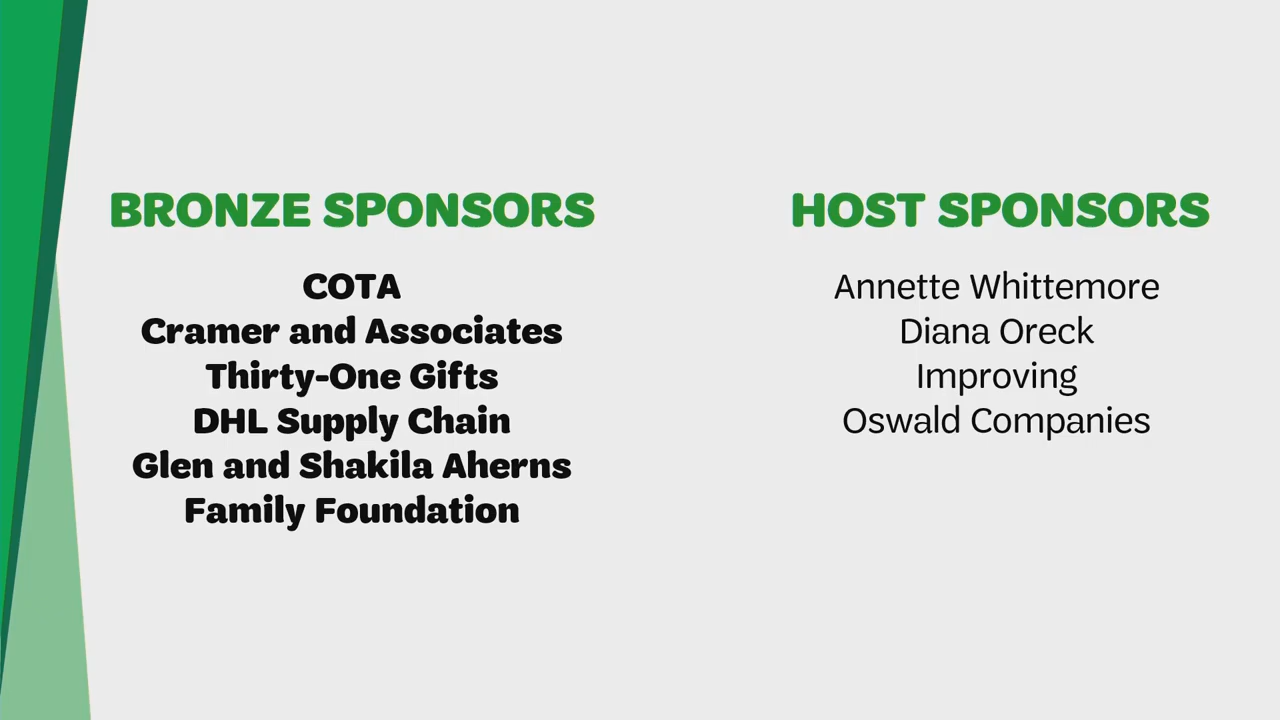 BRONZE SPONSORS
COTA
Cramer and Associates
Thirty-One Gifts
DHL Supply Chain
Glen and Shakila Aherns
Family Foundation
HOST SPONSORS
Annette Whittemore
Diana Oreck
Improving
Oswald Companies